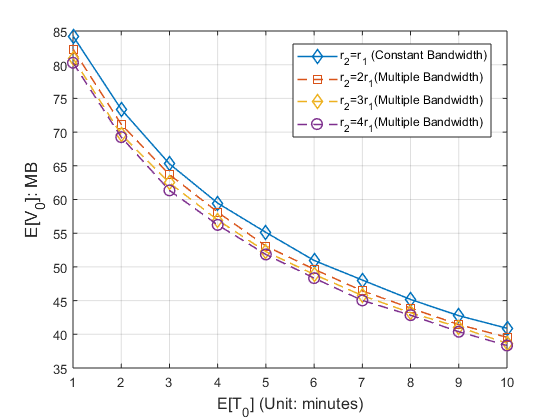 85
80
75
70
65
60
55
50
45
40
35
E[V0]: MB
r2=r1 (Constant Bandwidth)
r2=2r1(Multiple Bandwidth)
r2=3r1(Multiple Bandwidth)
r2=4r1(Multiple Bandwidth)
1 2 3 4 5 6 7 8 9 10
E[T0] (Unit: minutes)